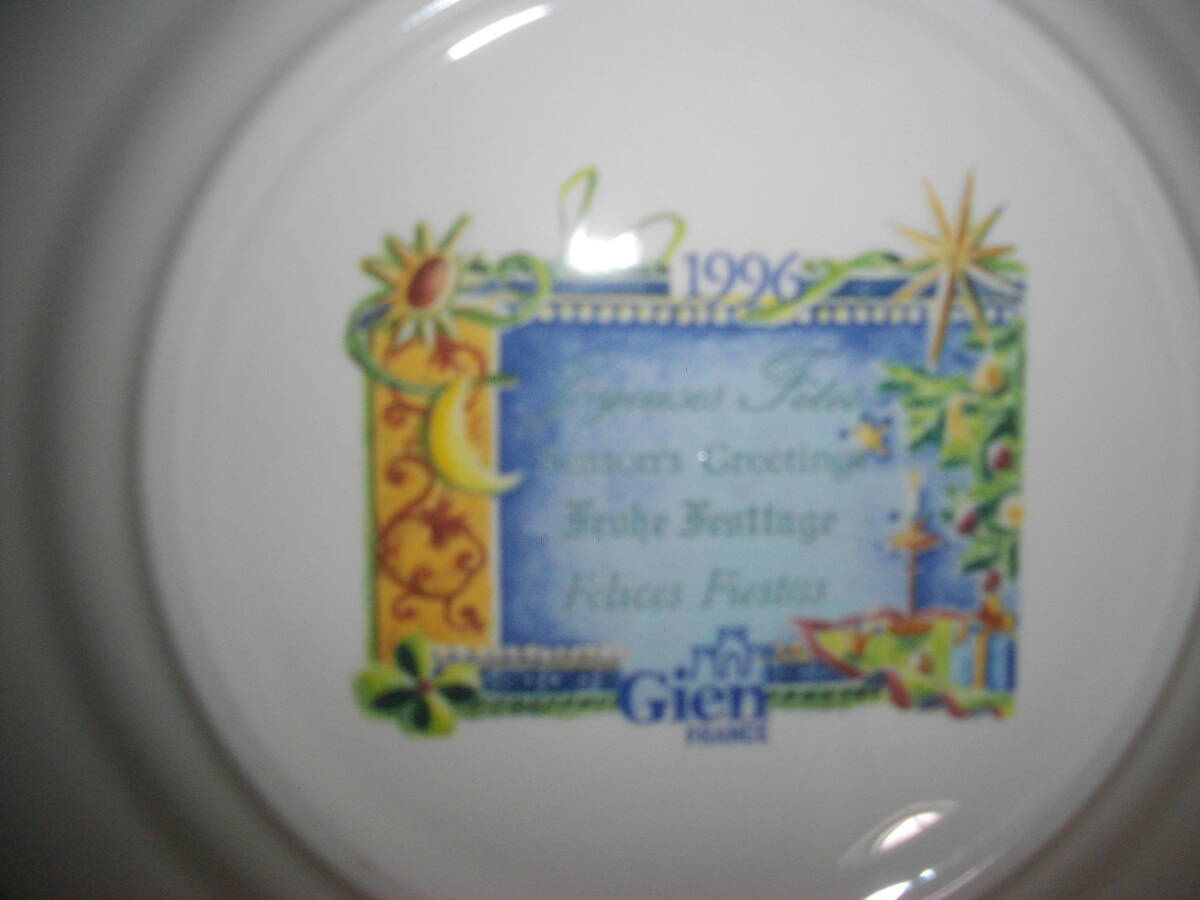 1996
Joyeuses Fêtes
Season's Greetings
Frohe Festtage
Felices Fiestas
Gien
FRANCE